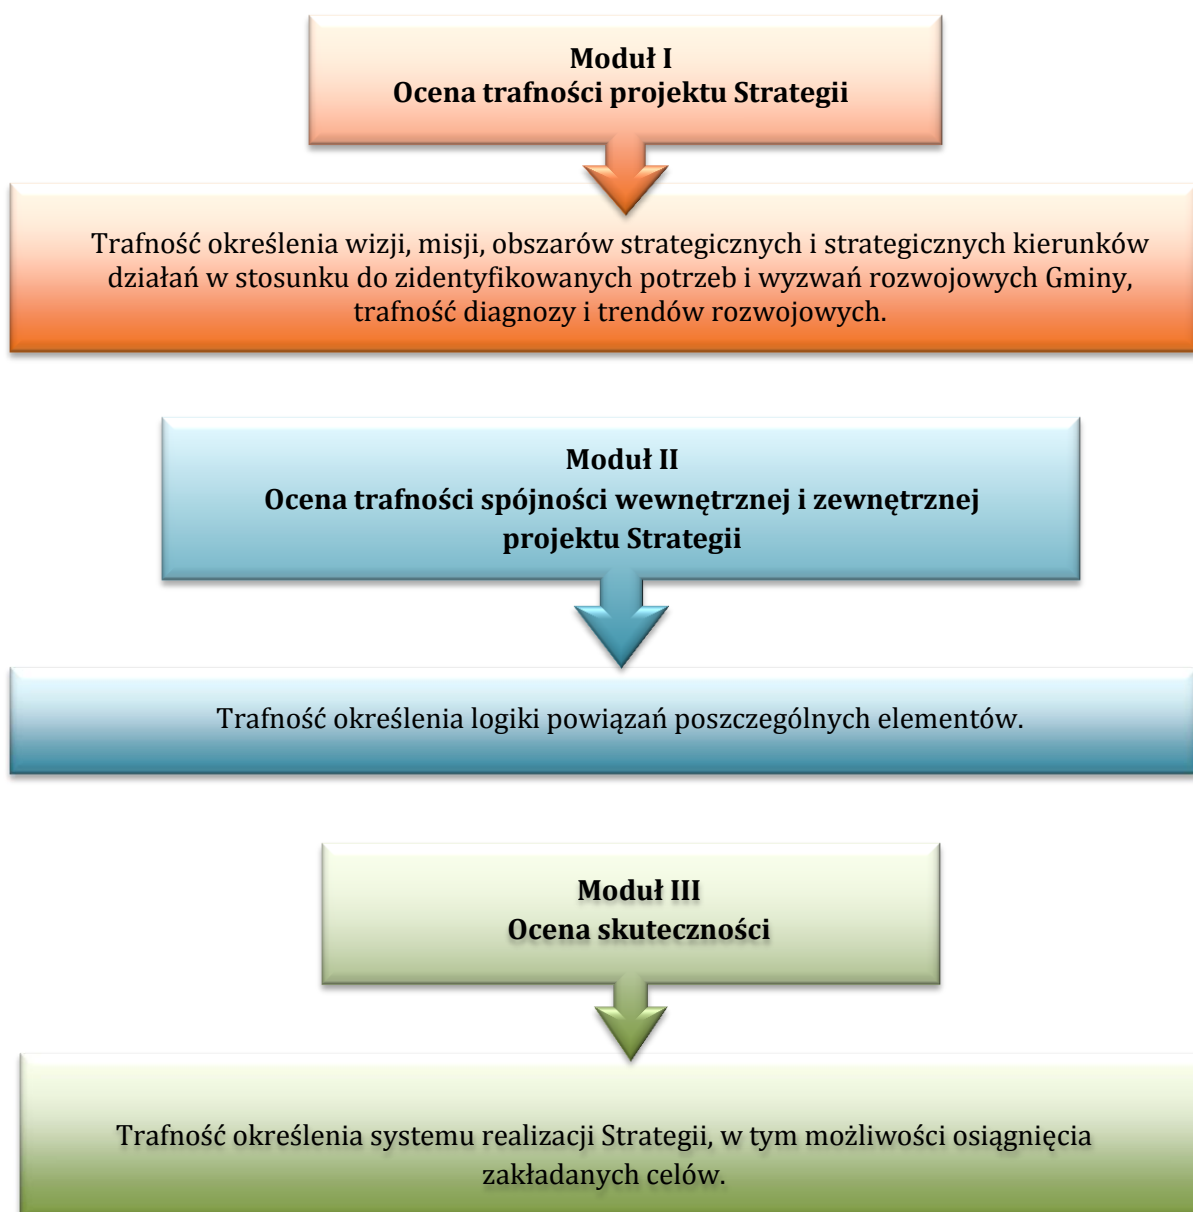 Moduł I
Ocena trafności projektu Strategii
Trafność określenia wizji, misji, obszarów strategicznych i strategicznych kierunków
działań w stosunku do zidentyfikowanych potrzeb i wyzwań rozwojowych Gminy,
trafność diagnozy i trendów rozwojowych.
Moduł II
Ocena trafności spójności wewnętrznej i zewnętrznej
projektu Strategii
Trafność określenia logiki powiązań poszczególnych elementów.
Moduł III
Ocena skuteczności
Trafność określenia systemu realizacji Strategii, w tym możliwości osiągnięcia
zakładanych celów.